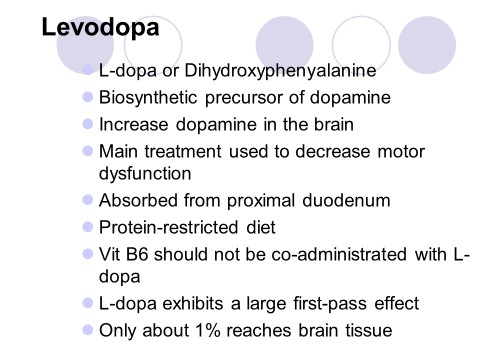 Levodopa
L-dopa or Dihydroxyphenyalanine
Biosynthetic precursor of dopamine
Increase dopamine in the brain
Main treatment used to decrease motor
dysfunction
Absorbed from proximal duodenum
Protein-restricted diet
Vit B6 should not be co-administrated with L-
dopa
L-dopa exhibits a large first-pass effect
Only about 1% reaches brain tissue